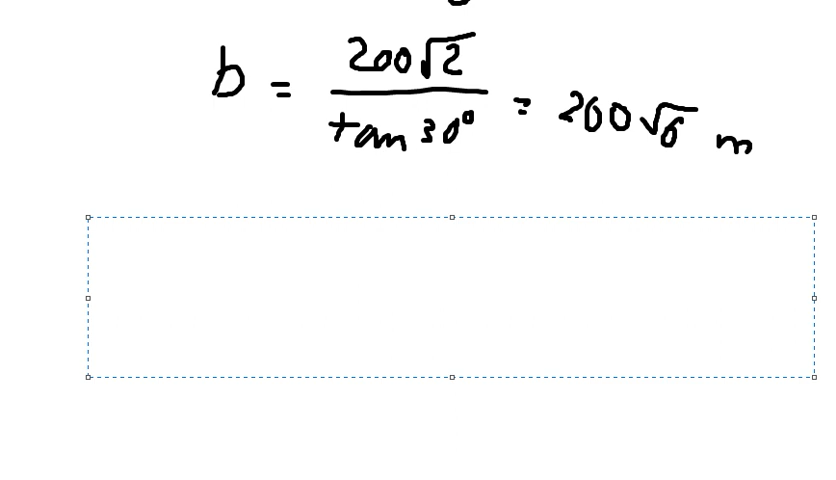 b = 200√2 / tan 30° = 200√6 m